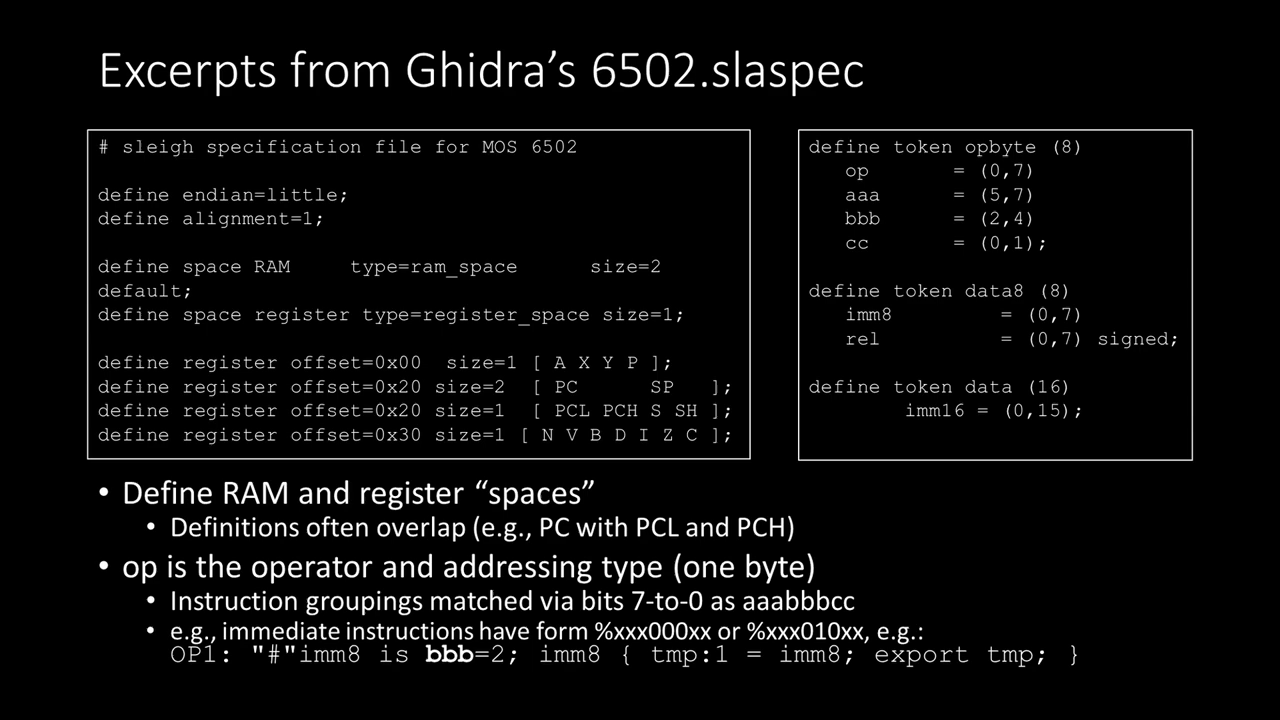 Excerpts from Ghidra’s 6502.slaspec
# sleigh specification file for MOS 6502
define endian=little;
define alignment=1;
define space RAM     type=ram_space      size=2
default;
define space register type=register_space size=1;
define register offset=0x00  size=1 [ A X Y P ];
define register offset=0x20 size=2  [ PC      SP   ];
define register offset=0x20 size=1  [ PCL PCH S SH ];
define register offset=0x30 size=1 [ N V B D I Z C ];
define token opbyte (8)
op       = (0,7)
aaa      = (5,7)
bbb      = (2,4)
cc       = (0,1);
define token data8 (8)
imm8         = (0,7)
rel          = (0,7) signed;
define token data (16)
imm16 = (0,15);
• Define RAM and register “spaces”
• Definitions often overlap (e.g., PC with PCL and PCH)
• op is the operator and addressing type (one byte)
• Instruction groupings matched via bits 7-to-0 as aaabbbcc
• e.g., immediate instructions have form %xxx000xx or %xxx010xx, e.g.:
OP1: "#"imm8 is bbb=2; imm8 { tmp:1 = imm8; export tmp; }